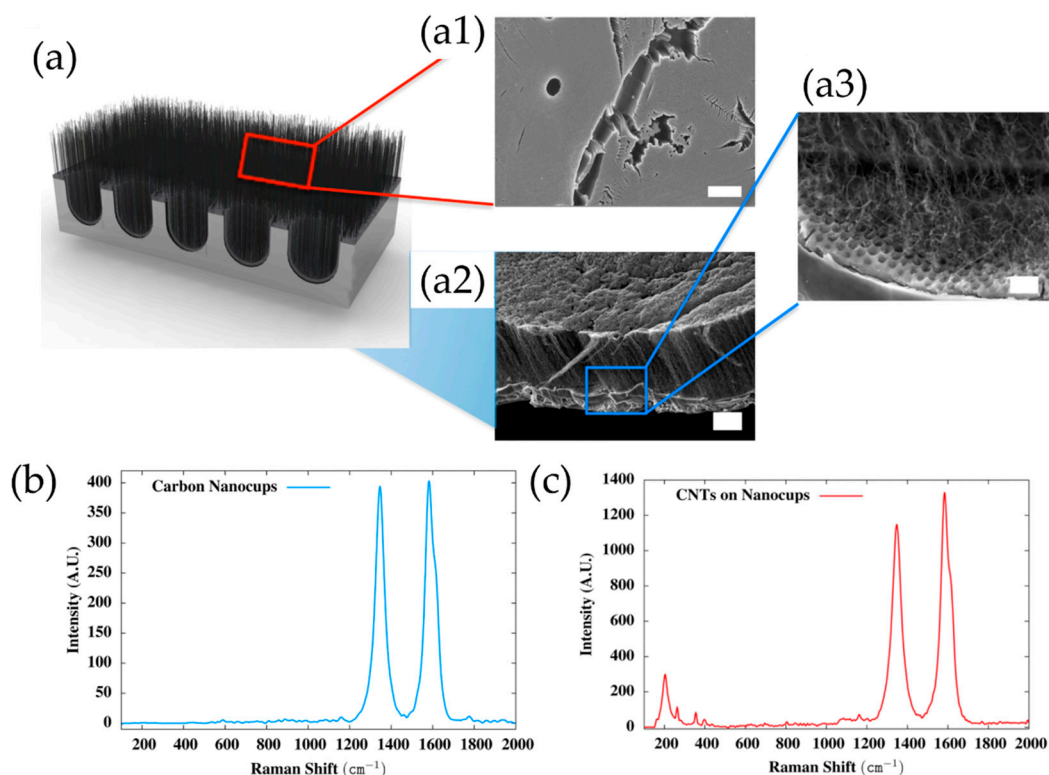 (a)
(a1)
(a2)
(a3)
(b)
Carbon Nanocups
Intensity (A.U.)
400
350
300
250
200
150
100
50
0
200 400 600 800 1000 1200 1400 1600 1800 2000
Raman Shift (cm⁻¹)
(c)
CNTs on Nanocups
Intensity (A.U.)
1400
1200
1000
800
600
400
200
0
200 400 600 800 1000 1200 1400 1600 1800 2000
Raman Shift (cm⁻¹)